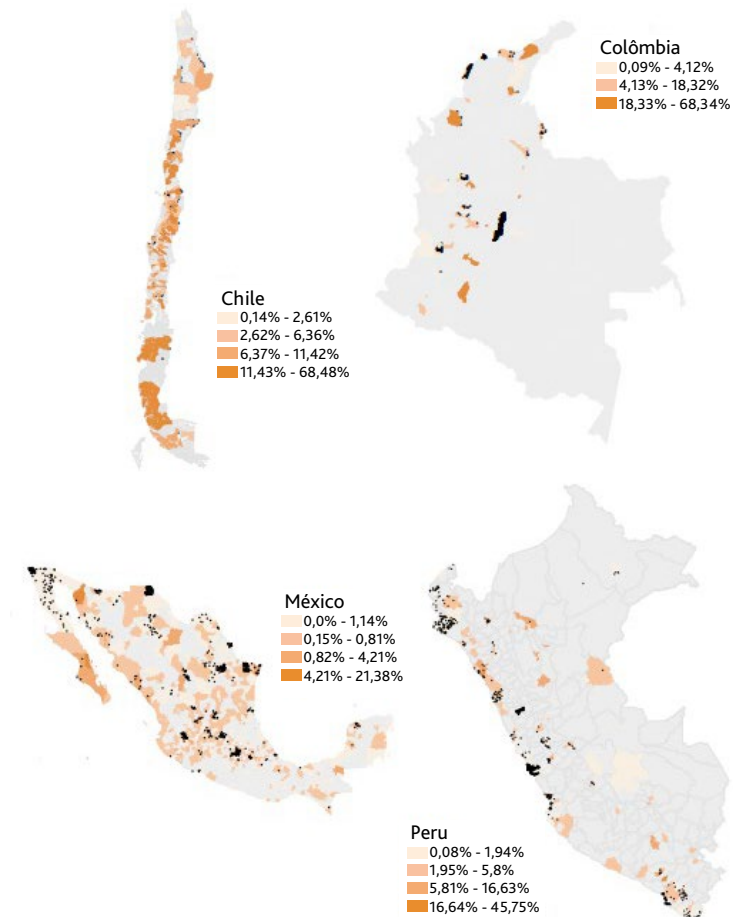 Colômbia
0,09% - 4,12%
4,13% - 18,32%
18,33% - 68,34%
Chile
0,14% - 2,61%
2,62% - 6,36%
6,37% - 11,42%
11,43% - 68,48%
México
0,0% - 1,14%
0,15% - 0,81%
0,82% - 4,21%
4,21% - 21,38%
Peru
0,08% - 1,94%
1,95% - 5,8%
5,81% - 16,63%
16,64% - 45,75%